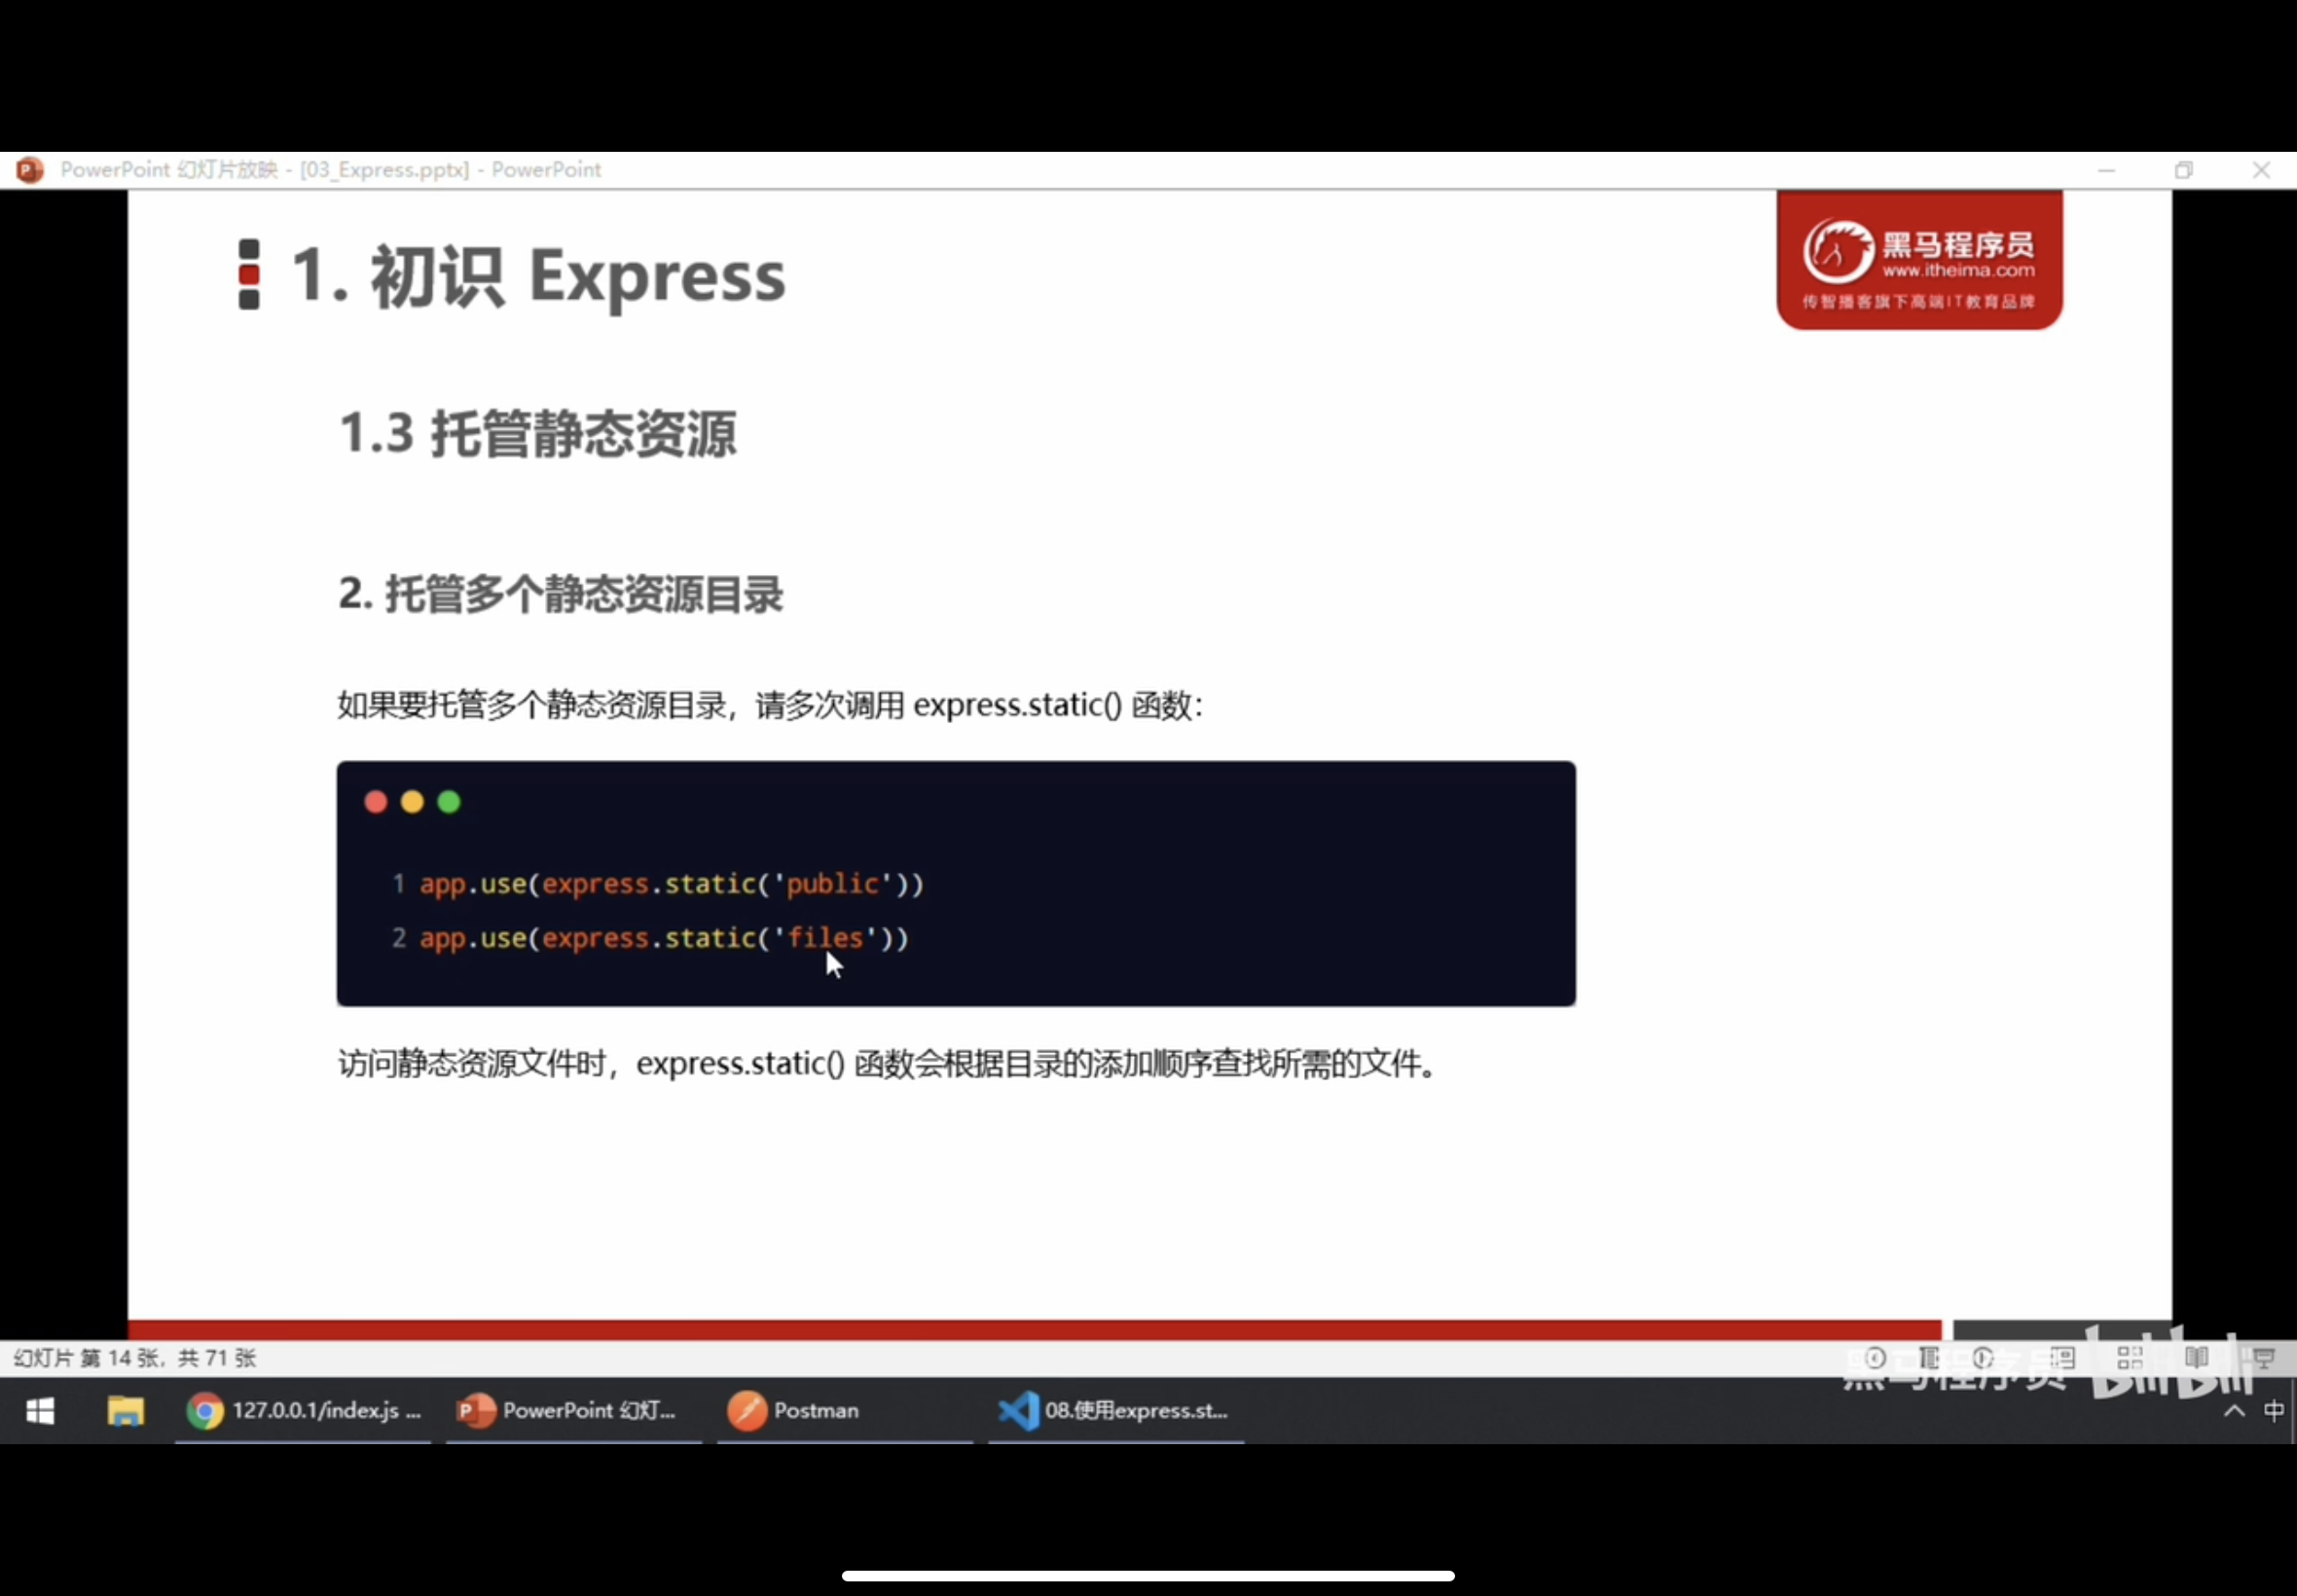 PowerPoint 幻灯片放映 - [03_Express.pptx] - PowerPoint
1. 初识 Express
黑马程序员
www.itheima.com
传智播客旗下高端IT教育品牌
1.3 托管静态资源
2. 托管多个静态资源目录
如果要托管多个静态资源目录，请多次调用 express.static() 函数：
1 app.use(express.static('public'))
2 app.use(express.static('files'))
访问静态资源文件时，express.static() 函数会根据目录的添加顺序查找所需的文件。
幻灯片 第 14 张，共 71 张
黑马程序员 bilibili
127.0.0.1/index.js ...
PowerPoint 幻灯...
Postman
08.使用express.st...
中